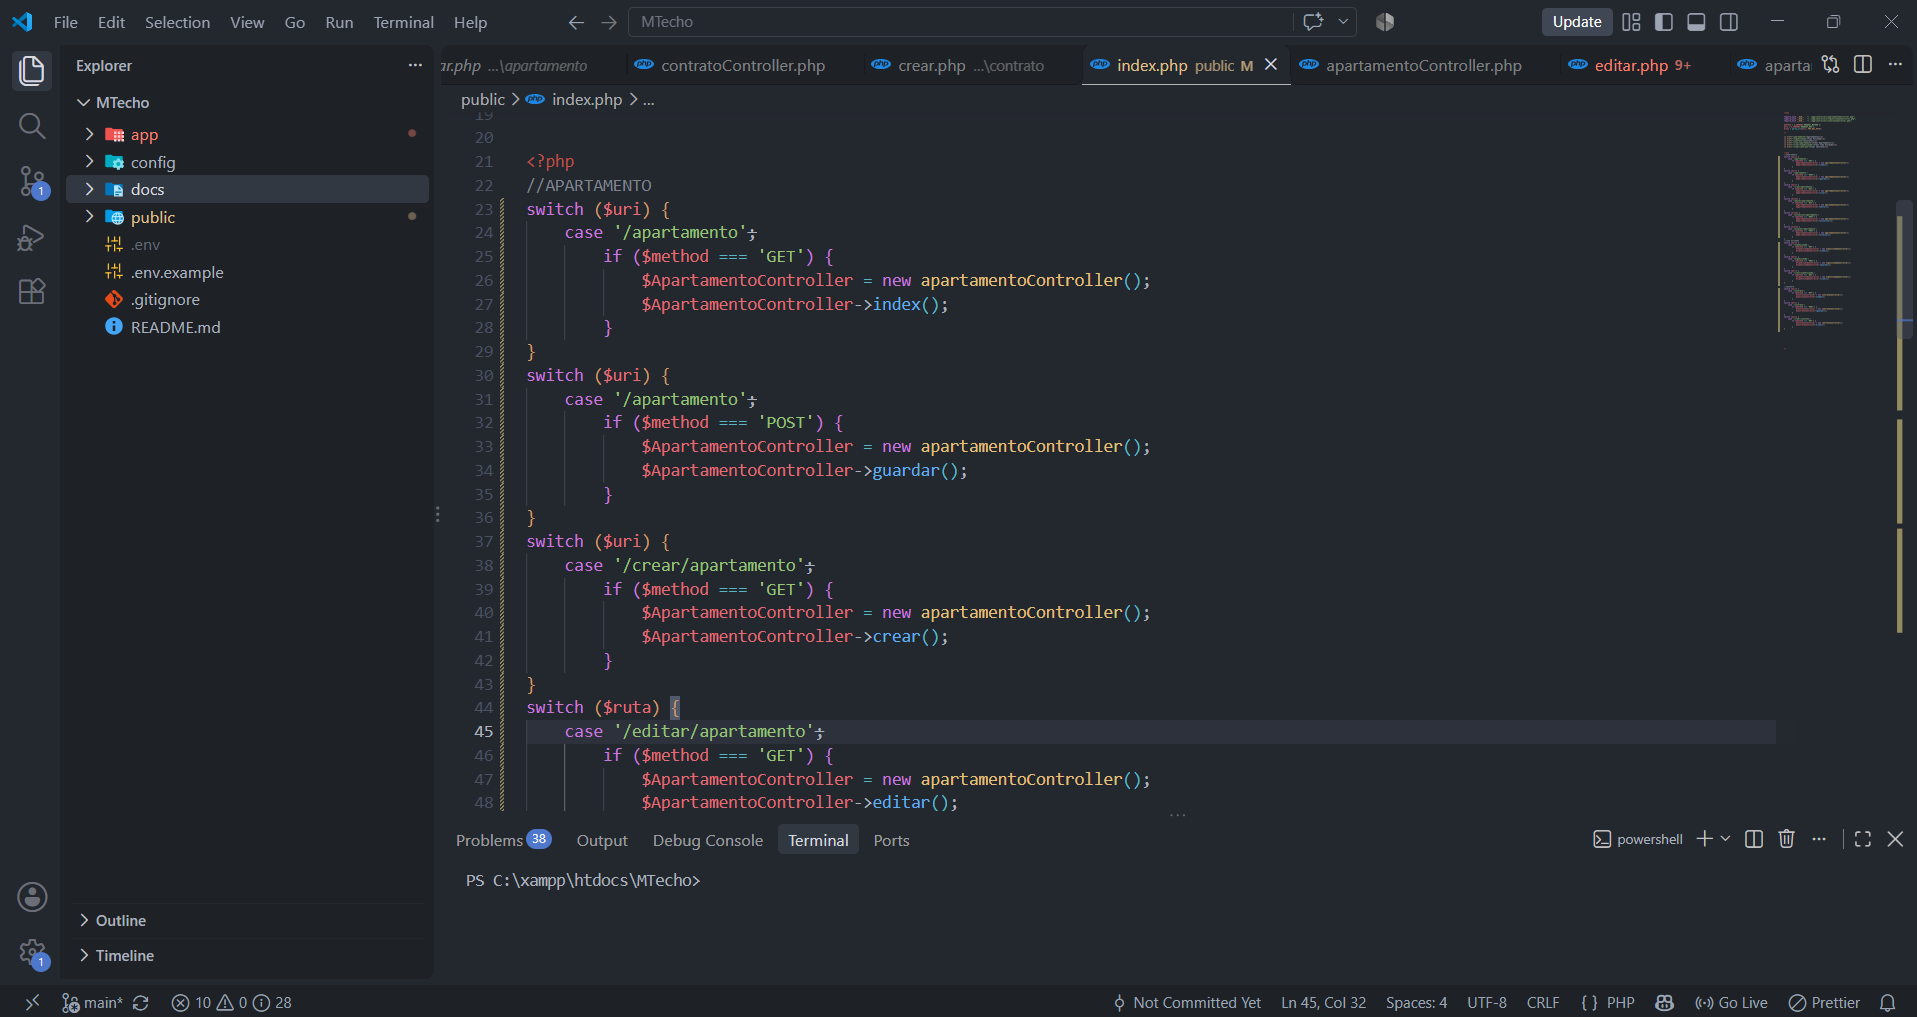 File Edit Selection View Go Run Terminal Help
MTecho
Update
Explorer
ar.php ...\apartamento
contratoController.php
crear.php ...\contrato
index.php public M
apartamentoController.php
editar.php 9+
aparta
public > index.php > ...
MTecho
app
config
docs
public
.env
.env.example
.gitignore
README.md
19
20
21 <?php
22 //APARTAMENTO
23 switch ($uri) {
24 case '/apartamento';
25 if ($method === 'GET') {
26 $ApartamentoController = new apartamentoController();
27 $ApartamentoController->index();
28 }
29 }
30 switch ($uri) {
31 case '/apartamento';
32 if ($method === 'POST') {
33 $ApartamentoController = new apartamentoController();
34 $ApartamentoController->guardar();
35 }
36 }
37 switch ($uri) {
38 case '/crear/apartamento';
39 if ($method === 'GET') {
40 $ApartamentoController = new apartamentoController();
41 $ApartamentoController->crear();
42 }
43 }
44 switch ($ruta) {
45 case '/editar/apartamento';
46 if ($method === 'GET') {
47 $ApartamentoController = new apartamentoController();
48 $ApartamentoController->editar();
Problems 38 Output Debug Console Terminal Ports
powershell
PS C:\xampp\htdocs\MTecho>
Outline
Timeline
1
1
main* 10 0 28
Not Committed Yet Ln 45, Col 32 Spaces: 4 UTF-8 CRLF { } PHP Go Live Prettier